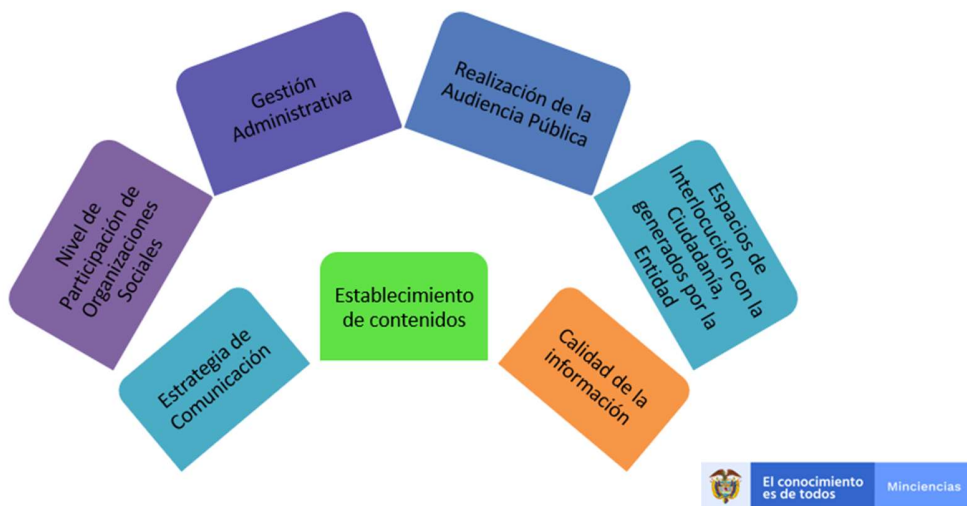 Gestión
Administrativa
Realización de la
Audiencia Pública
Nivel de
Participación de
Organizaciones
Sociales
Espacios de
Interlocución con la
Ciudadanía,
generados por la
Entidad
Estrategia de
Comunicación
Establecimiento
de contenidos
Calidad de la
información
El conocimiento
es de todos
Minciencias